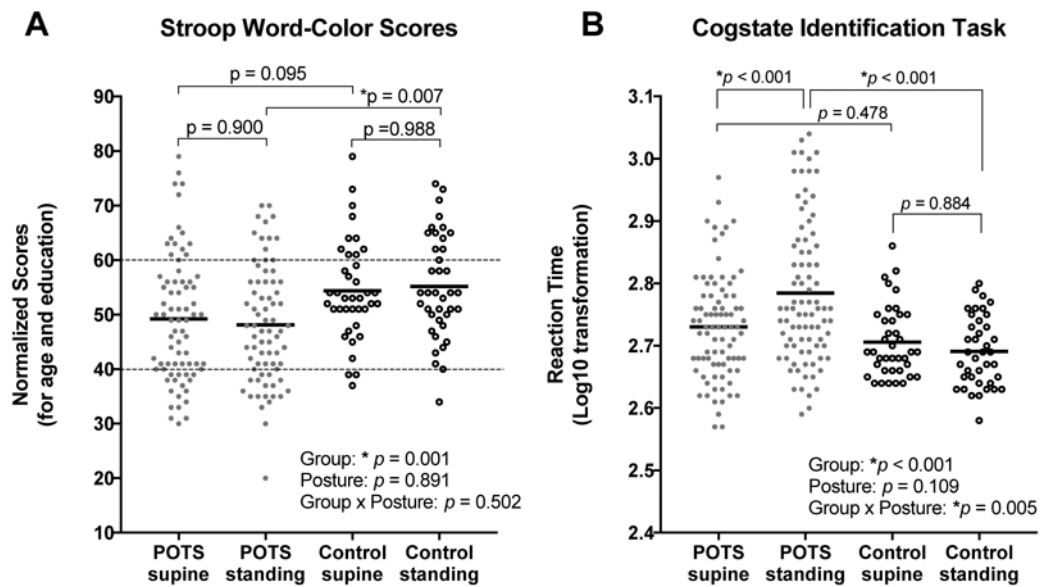 A Stroop Word-Color Scores
p = 0.095
*p = 0.007
p = 0.900
p =0.988
90
80
70
60
50
40
30
20
10
Normalized Scores
(for age and education)
Group: * p = 0.001
Posture: p = 0.891
Group x Posture: p = 0.502
POTS supine
POTS standing
Control supine
Control standing
B Cogstate Identification Task
*p < 0.001
*p < 0.001
p = 0.478
p = 0.884
3.1
3.0
2.9
2.8
2.7
2.6
2.5
2.4
Reaction Time
(Log10 transformation)
Group: *p < 0.001
Posture: p = 0.109
Group x Posture: *p = 0.005
POTS supine
POTS standing
Control supine
Control standing